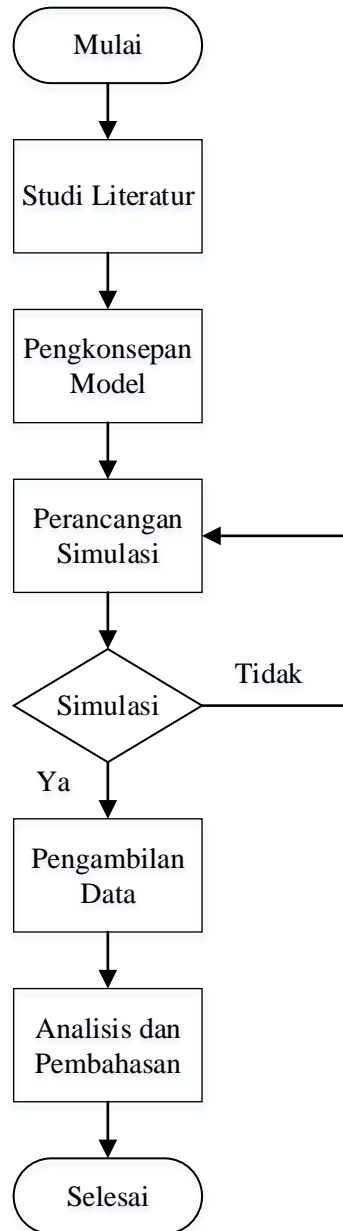 Mulai
Studi Literatur
Pengkonsepan
Model
Perancangan
Simulasi
Simulasi
Tidak
Ya
Pengambilan
Data
Analisis dan
Pembahasan
Selesai